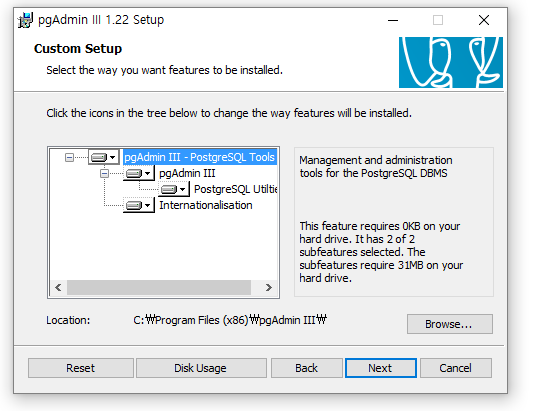 pgAdmin III 1.22 Setup
Custom Setup
Select the way you want features to be installed.
Click the icons in the tree below to change the way features will be installed.
pgAdmin III - PostgreSQL Tools
pgAdmin III
PostgreSQL Utilitie
Internationalisation
Management and administration
tools for the PostgreSQL DBMS
This feature requires 0KB on your
hard drive. It has 2 of 2
subfeatures selected. The
subfeatures require 31MB on your
hard drive.
Location: C:₩Program Files (x86)₩pgAdmin III₩
Browse...
Reset Disk Usage Back Next Cancel